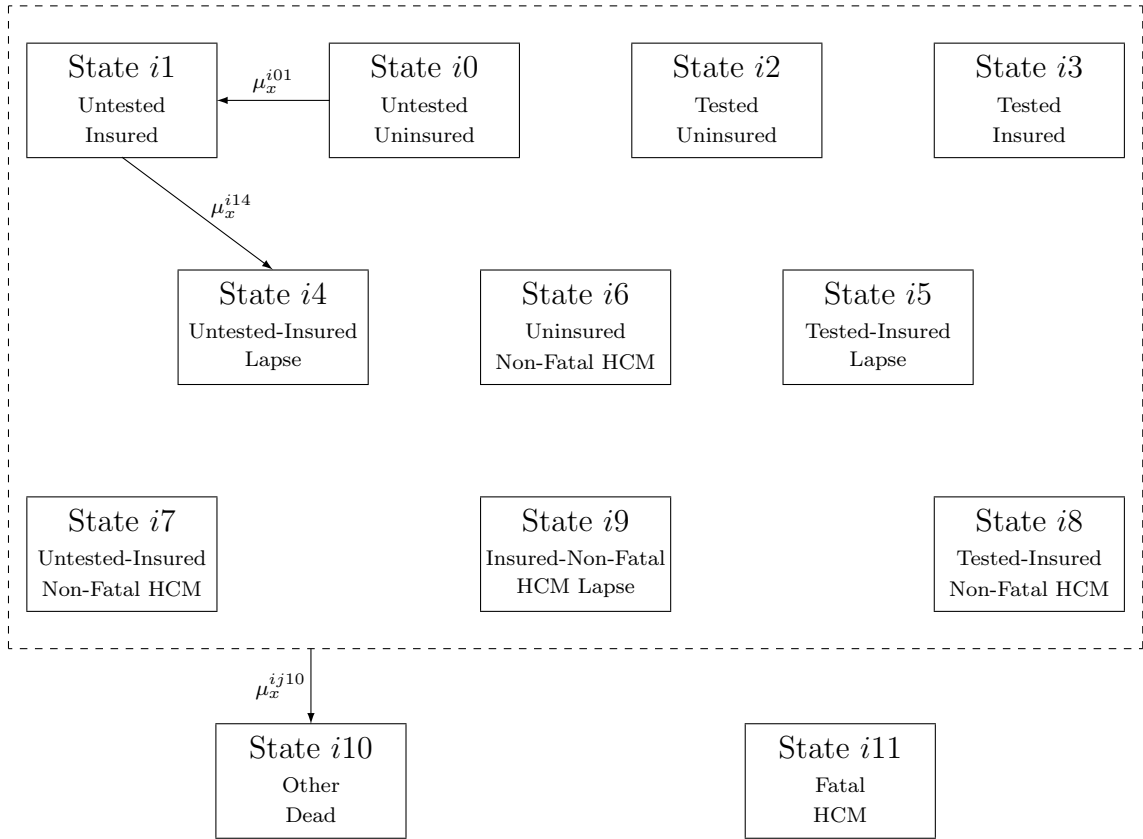 State i1
Untested
Insured
μ_x^{i01}
State i0
Untested
Uninsured
State i2
Tested
Uninsured
State i3
Tested
Insured
μ_x^{i14}
State i4
Untested-Insured
Lapse
State i6
Uninsured
Non-Fatal HCM
State i5
Tested-Insured
Lapse
State i7
Untested-Insured
Non-Fatal HCM
State i9
Insured-Non-Fatal
HCM Lapse
State i8
Tested-Insured
Non-Fatal HCM
μ_x^{ij10}
State i10
Other
Dead
State i11
Fatal
HCM